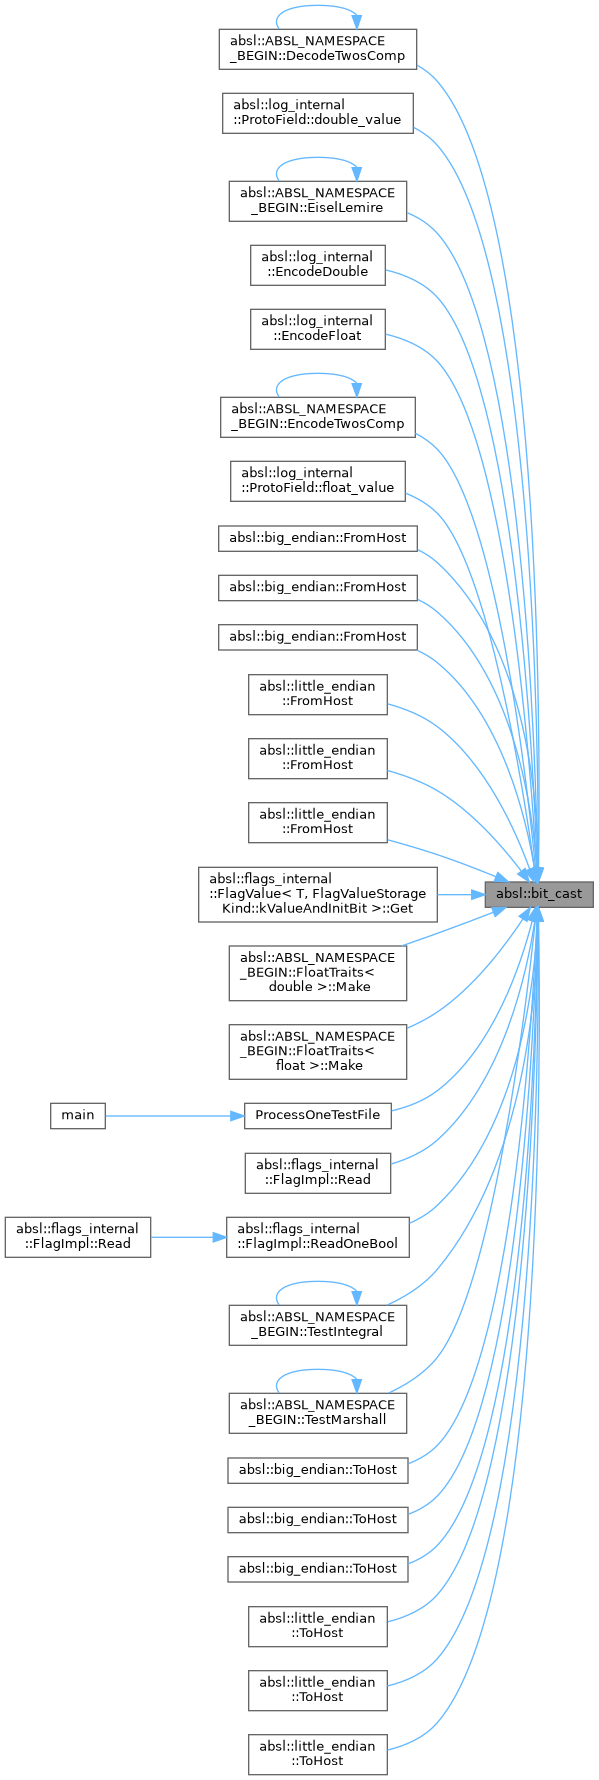 absl::ABSL_NAMESPACE
_BEGIN::DecodeTwosComp
absl::log_internal
::ProtoField::double_value
absl::ABSL_NAMESPACE
_BEGIN::EiselLemire
absl::log_internal
::EncodeDouble
absl::log_internal
::EncodeFloat
absl::ABSL_NAMESPACE
_BEGIN::EncodeTwosComp
absl::log_internal
::ProtoField::float_value
absl::big_endian::FromHost
absl::big_endian::FromHost
absl::big_endian::FromHost
absl::little_endian
::FromHost
absl::little_endian
::FromHost
absl::little_endian
::FromHost
absl::flags_internal
::FlagValue< T, FlagValueStorage
Kind::kValueAndInitBit >::Get
absl::bit_cast
absl::ABSL_NAMESPACE
_BEGIN::FloatTraits<
double >::Make
absl::ABSL_NAMESPACE
_BEGIN::FloatTraits<
float >::Make
main
ProcessOneTestFile
absl::flags_internal
::FlagImpl::Read
absl::flags_internal
::FlagImpl::Read
absl::flags_internal
::FlagImpl::ReadOneBool
absl::ABSL_NAMESPACE
_BEGIN::TestIntegral
absl::ABSL_NAMESPACE
_BEGIN::TestMarshall
absl::big_endian::ToHost
absl::big_endian::ToHost
absl::big_endian::ToHost
absl::little_endian
::ToHost
absl::little_endian
::ToHost
absl::little_endian
::ToHost